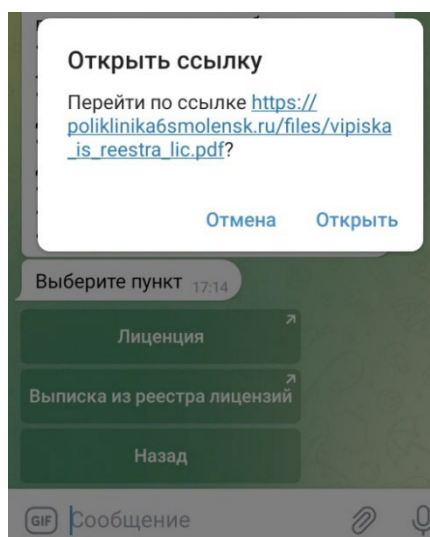 Открыть ссылку
Перейти по ссылке https://
poliklinika6smolensk.ru/files/vipiska
_is_reestra_lic.pdf?
Отмена Открыть
Выберите пункт 17:14
Лиценция
Выписка из реестра лицензий
Назад
GIF Сообщение